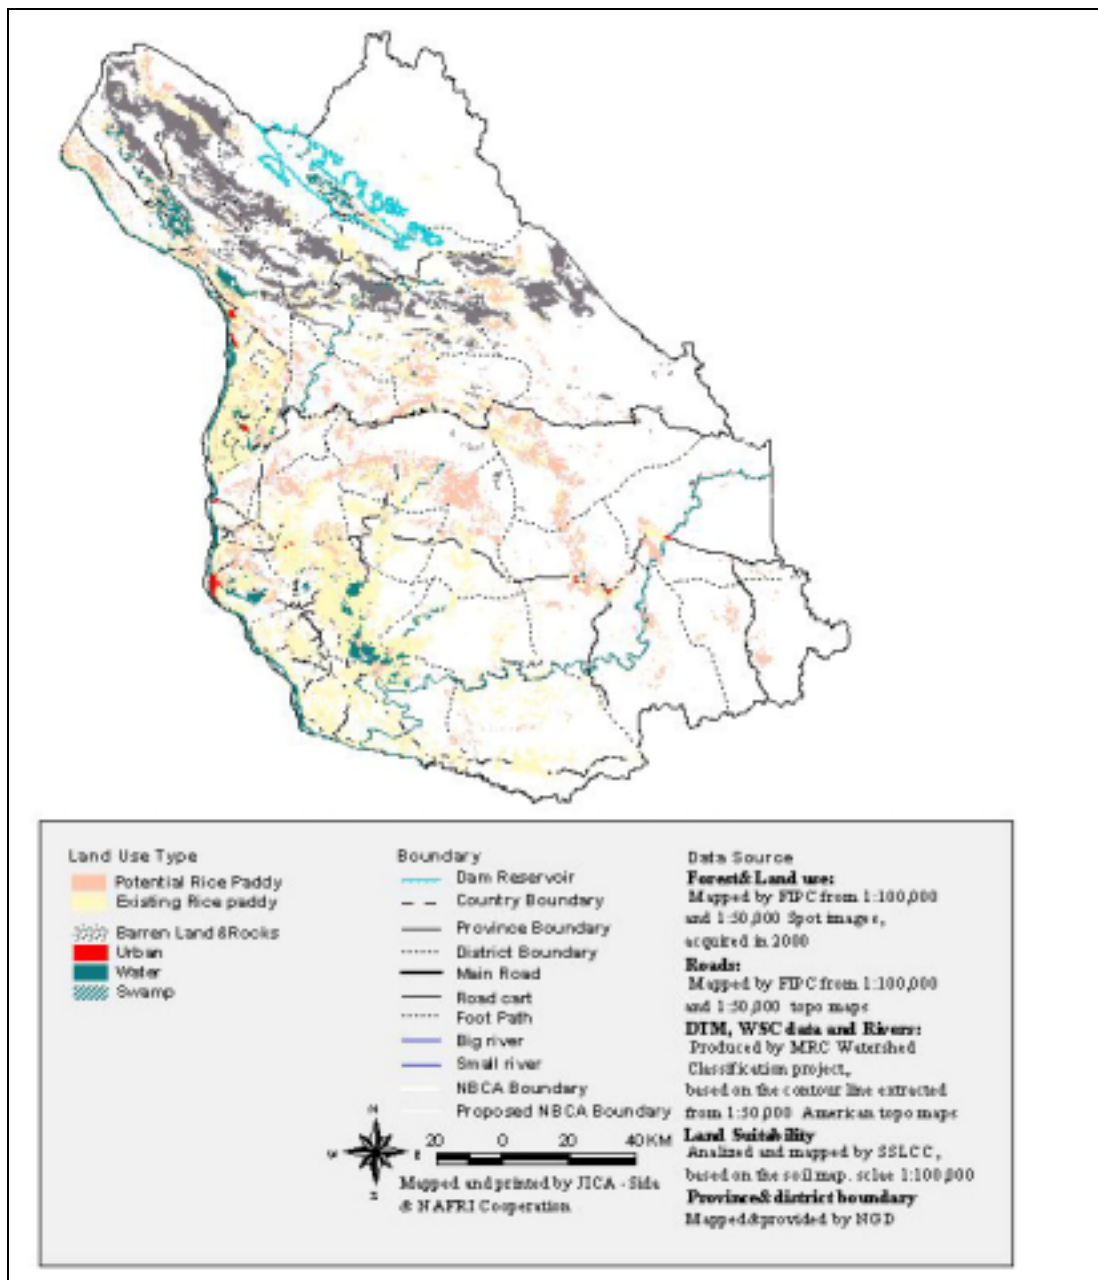 Land Use Type
Potential Rice Paddy
Existing Rice paddy
Barren Land &Rocks
Urban
Water
Swamp
Boundary
Dam Reservoir
Country Boundary
Province Boundary
District Boundary
Main Road
Road cart
Foot Path
Big river
Small river
NBCA Boundary
Proposed NBCA Boundary
N
W
E
S
20 0 20 40 KM
Mapped and printed by JICA - Sida
& NAFRI Cooperation
Data Source
Forest& Land use:
Mapped by FIPC from 1:100,000
and 1:50,000 Spot images,
acquired in 2000
Roads:
Mapped by FIPC from 1:100,000
and 1:50,000 topo maps
DTM, WSC data and Rivers:
Produced by MRC Watershed
Classification project,
based on the contour line extracted
from 1:50,000 American topo maps
Land Suitability
Analized and mapped by SSLCC,
based on the soil map. sclae 1:100,000
Province& district boundary
Mapped&provided by NGD